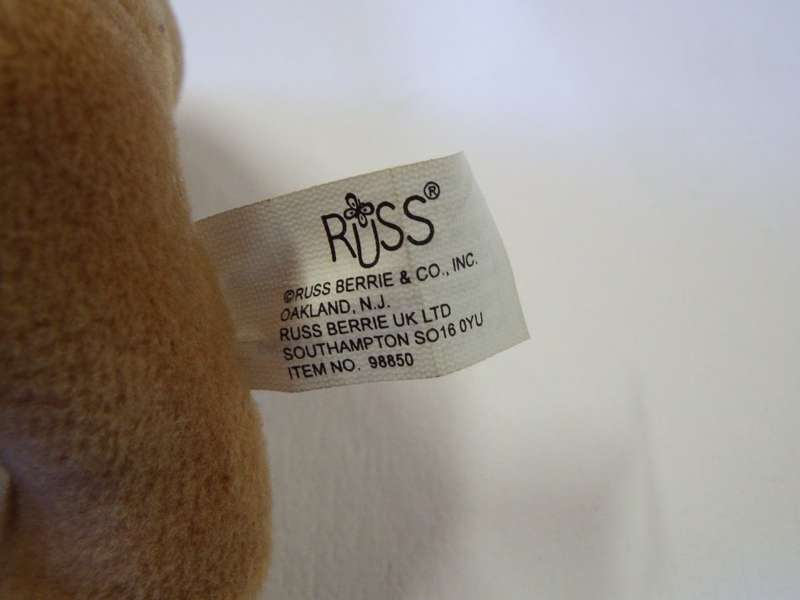 RUSS®
©RUSS BERRIE & CO., INC.
OAKLAND, N.J.
RUSS BERRIE UK LTD
SOUTHAMPTON SO16 0YU
ITEM NO. 98850